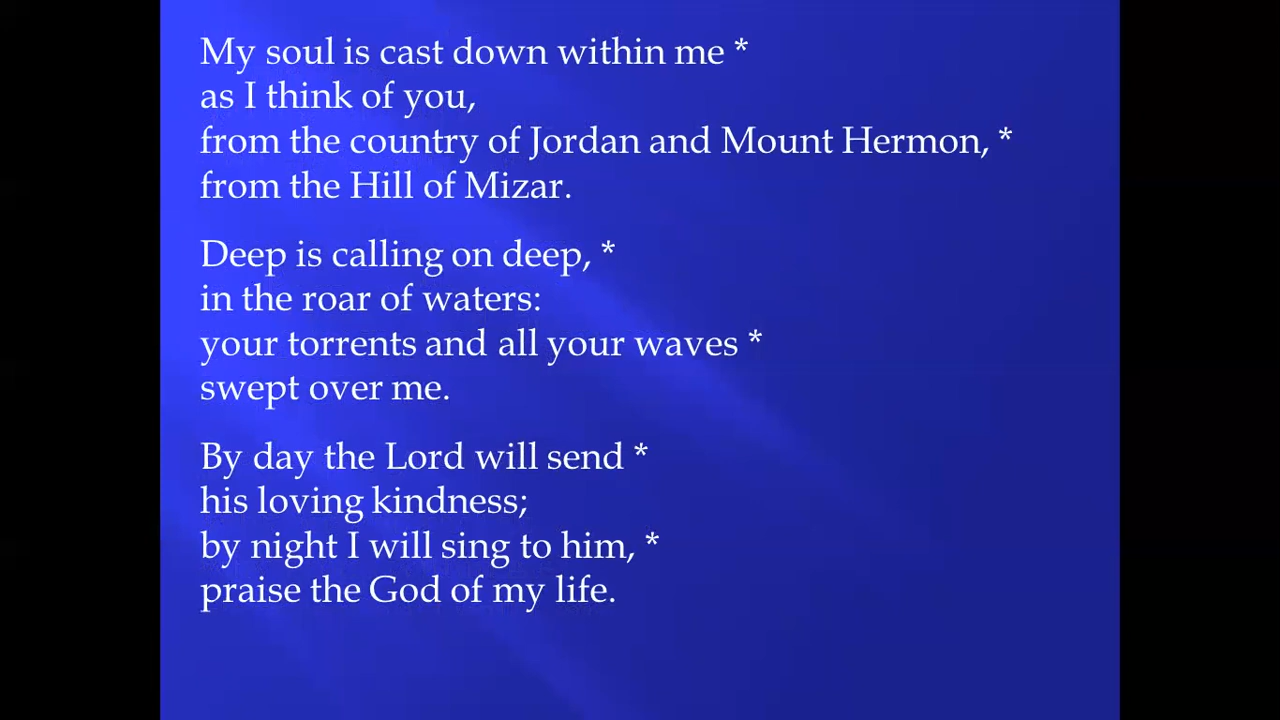 My soul is cast down within me *
as I think of you,
from the country of Jordan and Mount Hermon, *
from the Hill of Mizar.
Deep is calling on deep, *
in the roar of waters:
your torrents and all your waves *
swept over me.
By day the Lord will send *
his loving kindness;
by night I will sing to him, *
praise the God of my life.